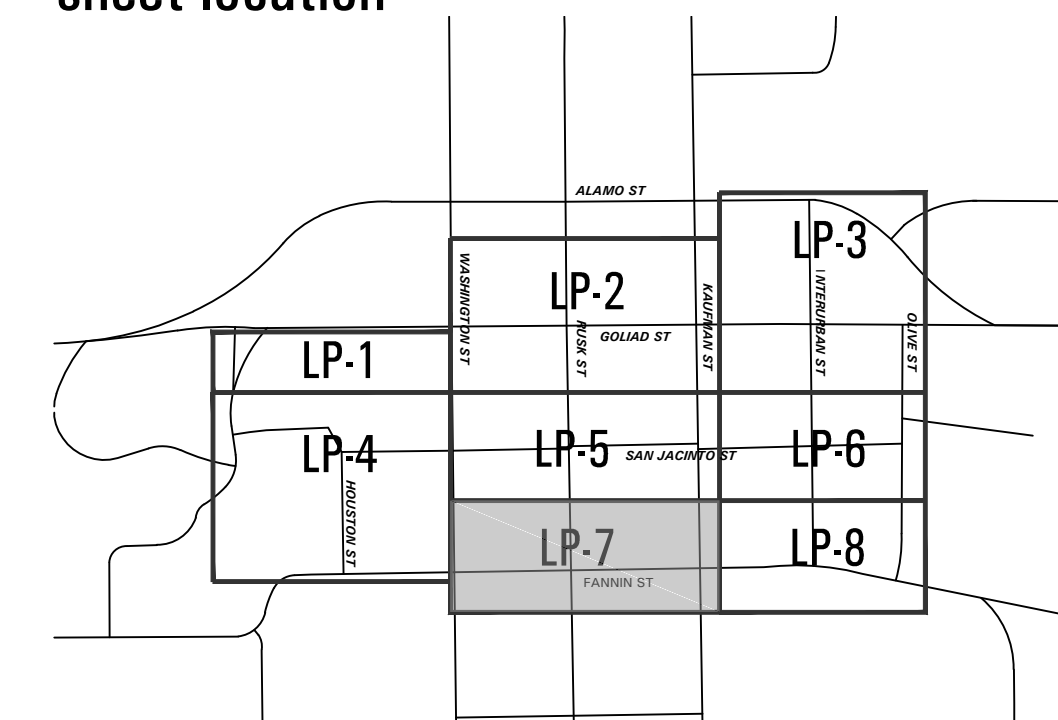 sheet location
ALAMO ST
LP-3
WASHINGTON ST
LP-2
KAUFMAN ST
INTERURBAN ST
OLIVE ST
RUSK ST
GOLIAD ST
LP-1
LP-4
LP-5
SAN JACINTO ST
LP-6
HOUSTON ST
LP-7
LP-8
FANNIN ST